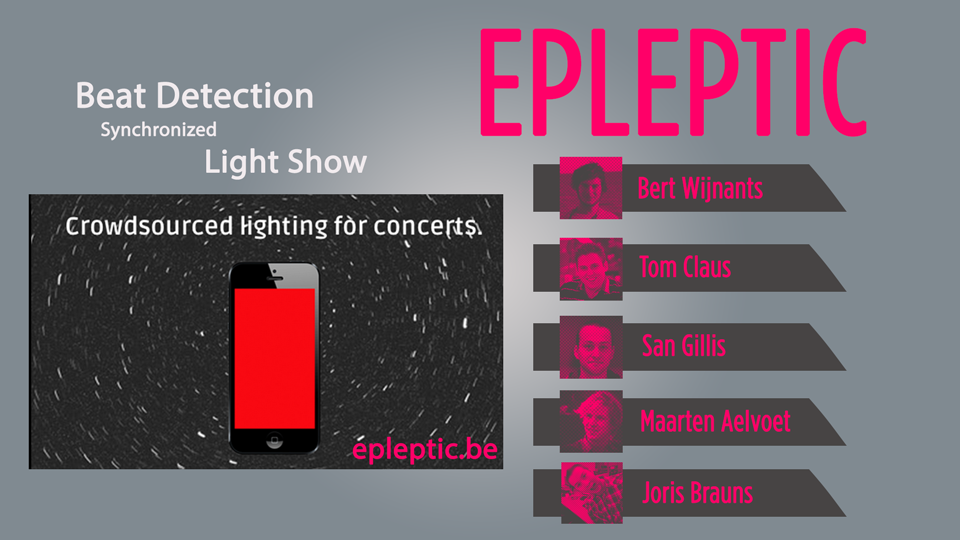 EPLEPTIC
Beat Detection
Synchronized
Light Show
Crowdsourced lighting for concerts.
epleptic.be
Bert Wijnants
Tom Claus
San Gillis
Maarten Aelvoet
Joris Brauns